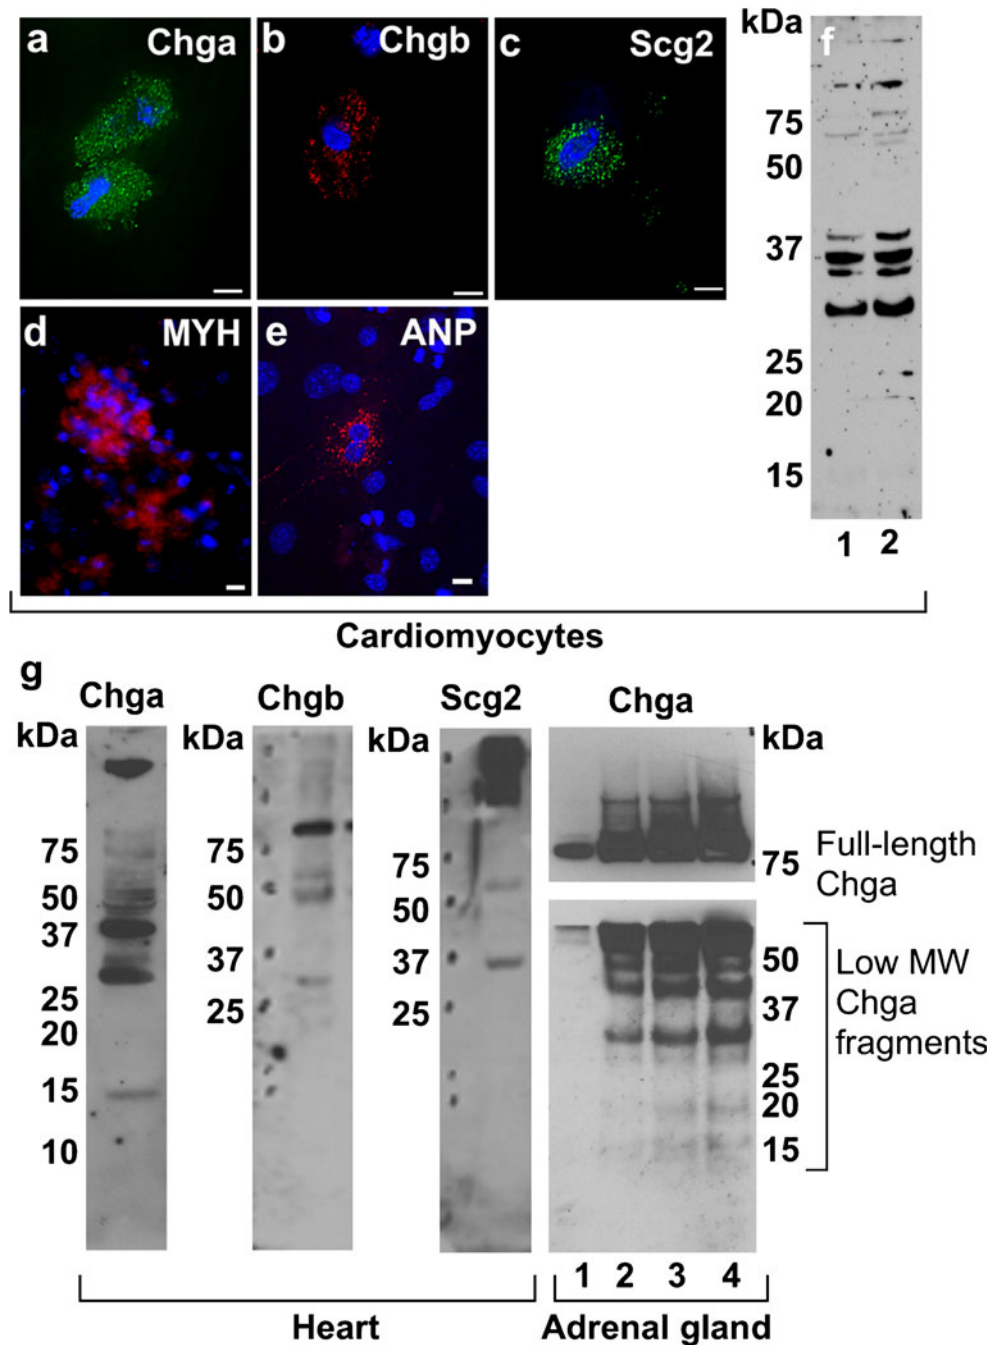 a Chga
b Chgb
c Scg2
kDa
f
75
50
37
25
20
15
1 2
d MYH
e ANP
Cardiomyocytes
g
Chga
kDa
75
50
37
25
20
15
10
Chgb
kDa
75
50
37
25
Scg2
kDa
75
50
37
25
Chga
kDa
75
Full-length
Chga
50
37
25
20
15
Low MW
Chga
fragments
1 2 3 4
Heart
Adrenal gland